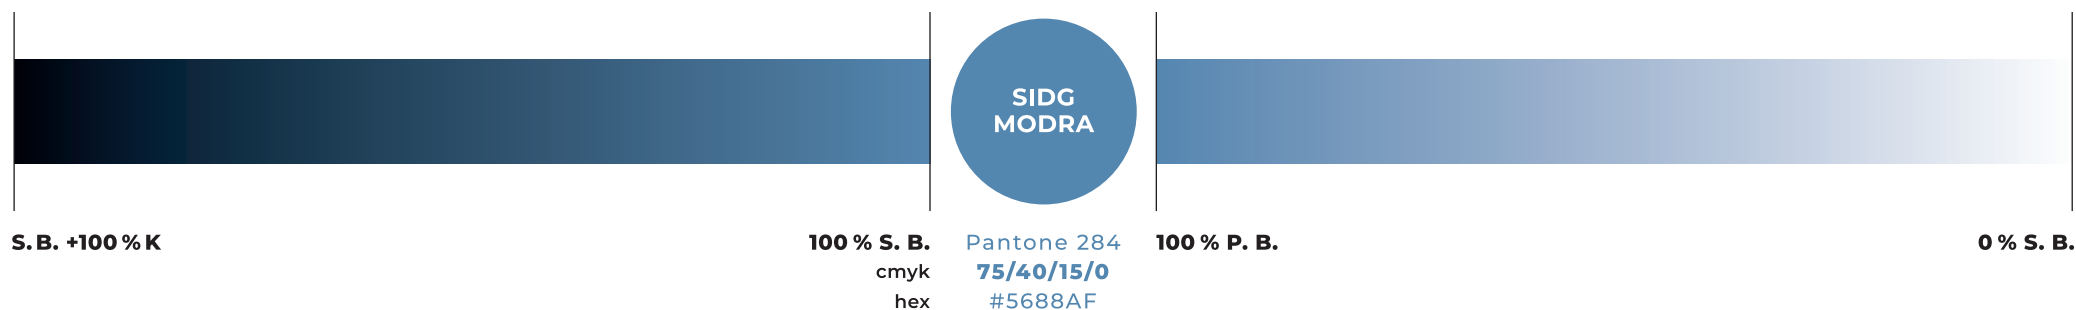 SIDG
MODRA
S. B. +100 % K
100 % S. B.
Pantone 284
100 % P. B.
0 % S. B.
cmyk 75/40/15/0
hex #5688AF